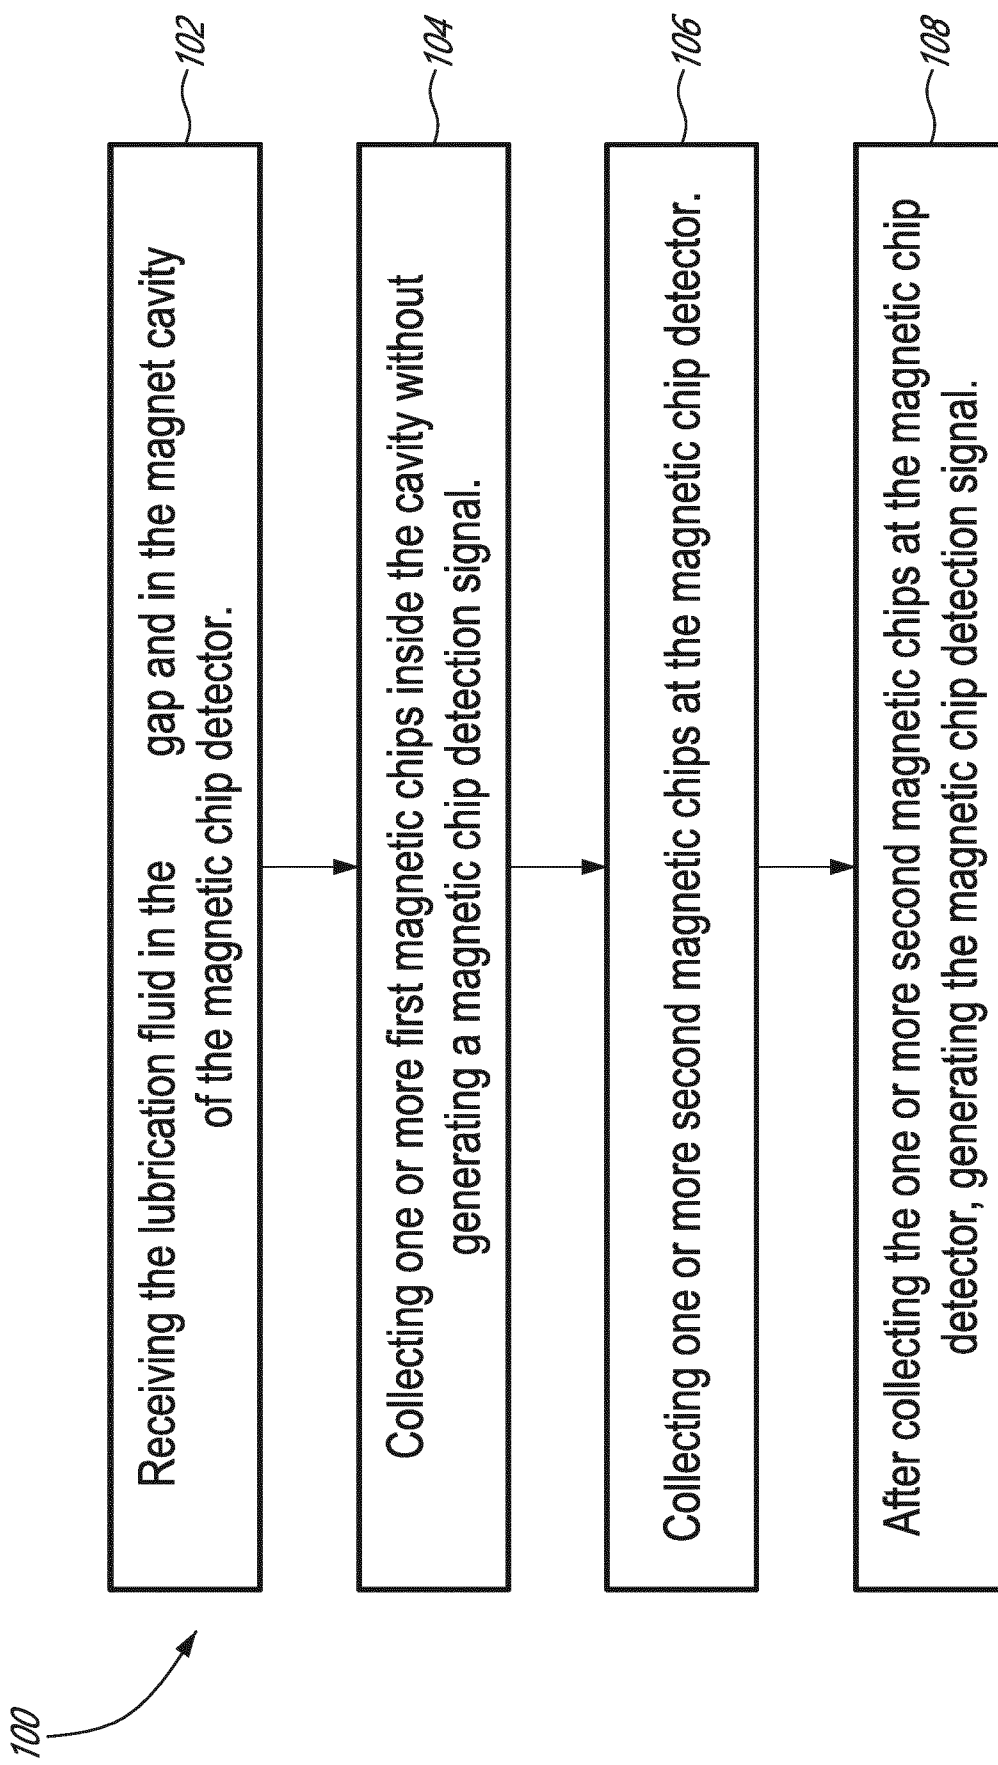 100
102
Receiving the lubrication fluid in the gap and in the magnet cavity
of the magnetic chip detector.
104
Collecting one or more first magnetic chips inside the cavity without
generating a magnetic chip detection signal.
106
Collecting one or more second magnetic chips at the magnetic chip detector.
108
After collecting the one or more second magnetic chips at the magnetic chip
detector, generating the magnetic chip detection signal.